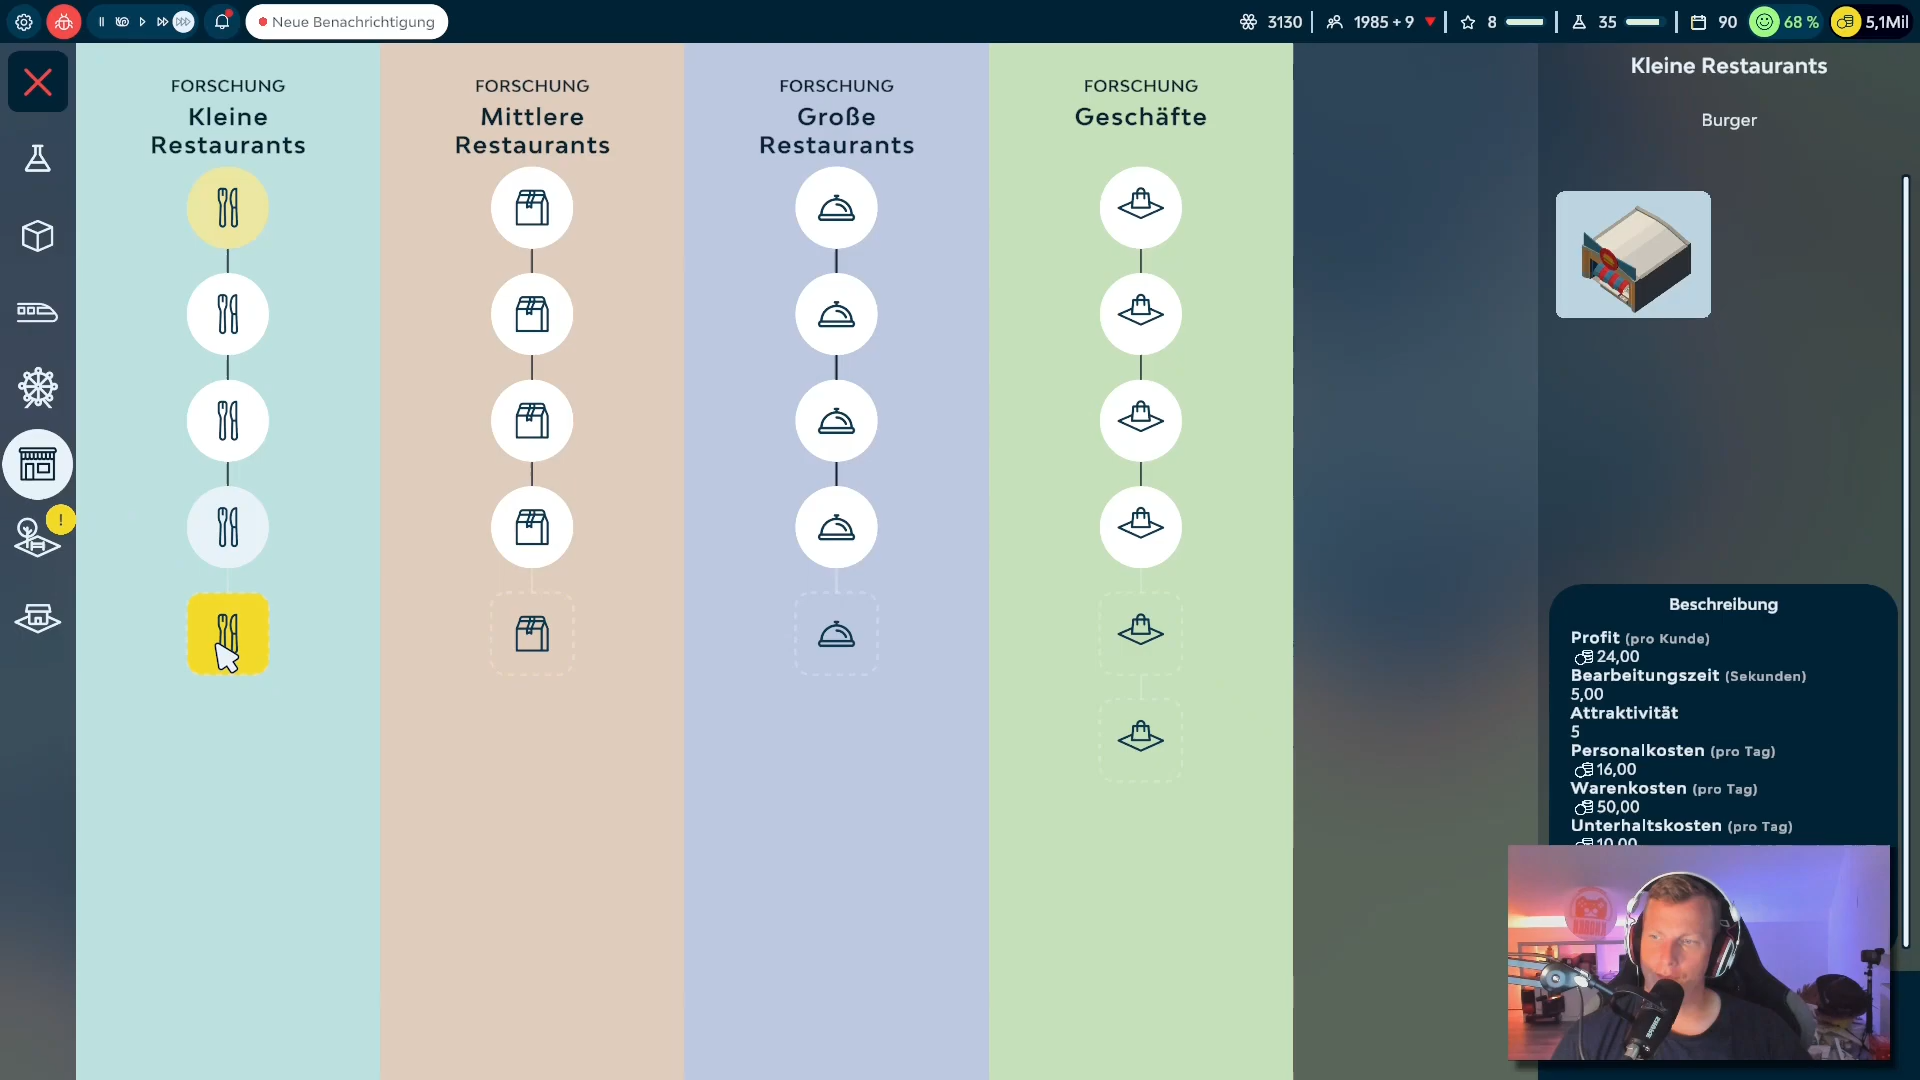 Neue Benachrichtigung
3130
1985 + 9
8
35
90
68 %
5,1Mil
FORSCHUNG
Kleine
Restaurants
FORSCHUNG
Mittlere
Restaurants
FORSCHUNG
Große
Restaurants
FORSCHUNG
Geschäfte
Kleine Restaurants
Burger
Beschreibung
Profit (pro Kunde)
24,00
Bearbeitungszeit (Sekunden)
5,00
Attraktivität
5
Personalkosten (pro Tag)
16,00
Warenkosten (pro Tag)
50,00
Unterhaltskosten (pro Tag)
10,00